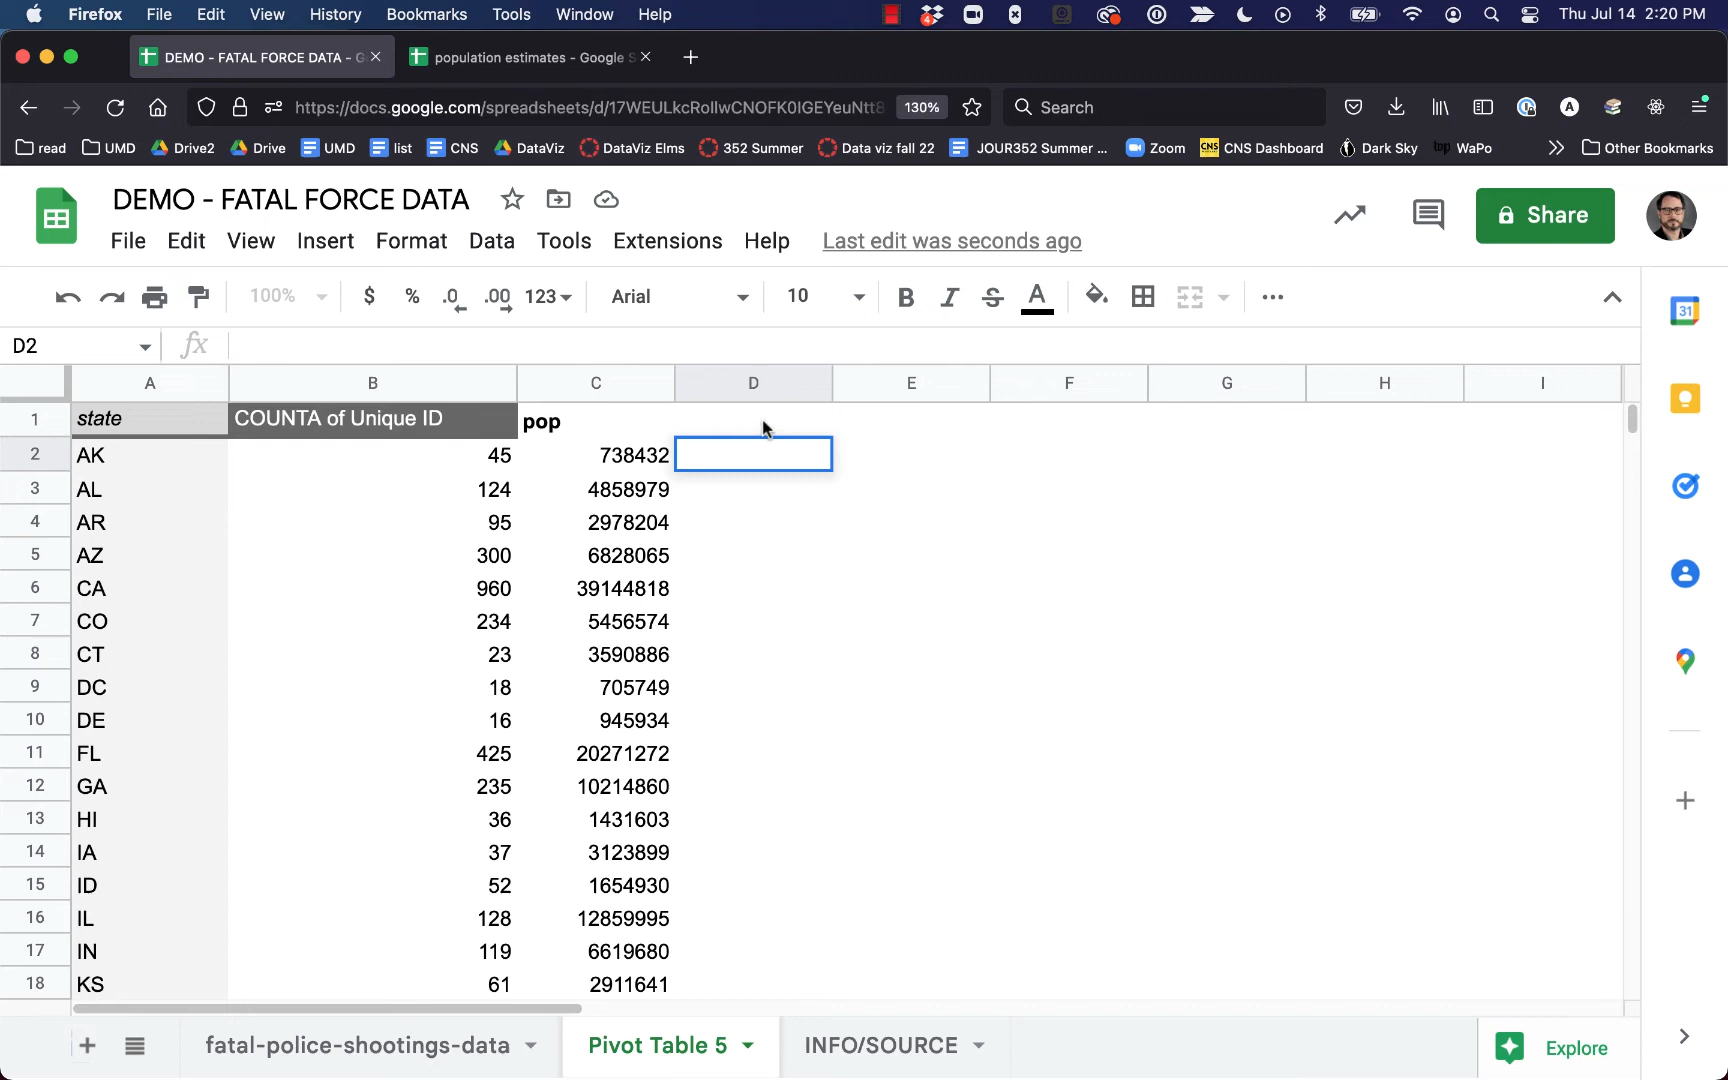 Firefox File Edit View History Bookmarks Tools Window Help 4 Thu Jul 14 2:20 PM
DEMO - FATAL FORCE DATA - G population estimates - Google S
https://docs.google.com/spreadsheets/d/17WEULkcRollwCNOFK0IGEYeuNtt8 130% Search
read UMD Drive2 Drive UMD list CNS DataViz DataViz Elms 352 Summer Data viz fall 22 JOUR352 Summer ... Zoom CNS CNS Dashboard Dark Sky wp WaPo Other Bookmarks
DEMO - FATAL FORCE DATA
Share
File Edit View Insert Format Data Tools Extensions Help Last edit was seconds ago
100% $ % .0 .00 123 Arial 10 B I S A
31
D2 fx
A B C D E F G H I
1 state COUNTA of Unique ID pop
2 AK 45 738432
3 AL 124 4858979
4 AR 95 2978204
5 AZ 300 6828065
6 CA 960 39144818
7 CO 234 5456574
8 CT 23 3590886
9 DC 18 705749
10 DE 16 945934
11 FL 425 20271272
12 GA 235 10214860
13 HI 36 1431603
14 IA 37 3123899
15 ID 52 1654930
16 IL 128 12859995
17 IN 119 6619680
18 KS 61 2911641
fatal-police-shootings-data Pivot Table 5 INFO/SOURCE Explore